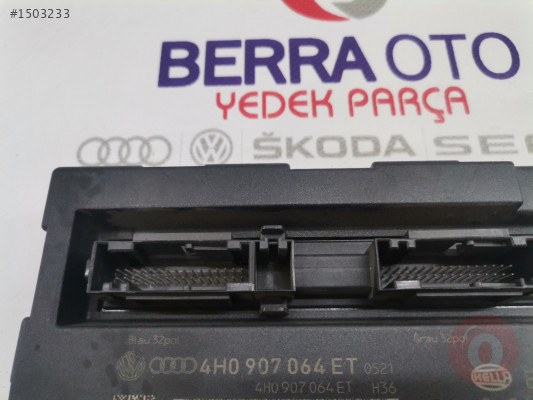 #1503233
BERRA OTO
YEDEK PARÇA
ŠKODA SE
Blau 32pol
Grau 32pol
4H0 907 064 ET 0521
4H0 907 064 ET H36
HELLA